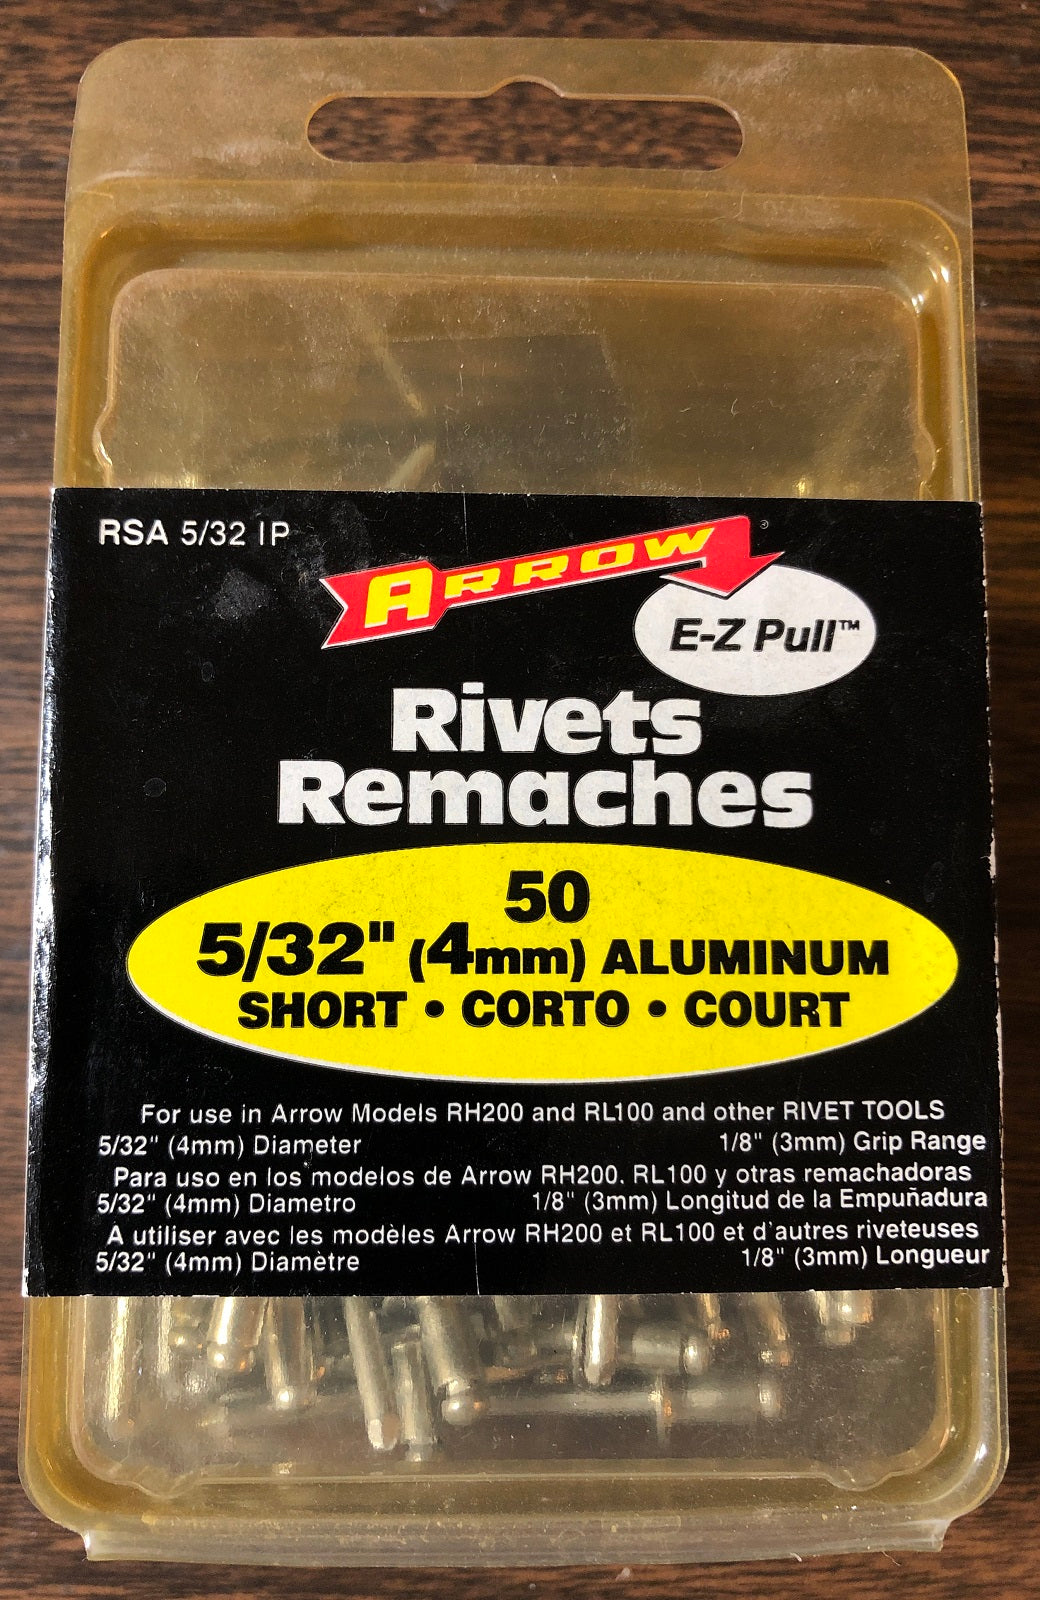 RSA 5/32 IP
ARROW®
E-Z Pull™
Rivets
Remaches
50
5/32" (4mm) ALUMINUM
SHORT • CORTO • COURT
For use in Arrow Models RH200 and RL100 and other RIVET TOOLS
5/32" (4mm) Diameter 1/8" (3mm) Grip Range
Para uso en los modelos de Arrow RH200. RL100 y otras remachadoras
5/32" (4mm) Diametro 1/8" (3mm) Longitud de la Empuñadura
A utiliser avec les modèles Arrow RH200 et RL100 et d'autres riveteuses
5/32" (4mm) Diamètre 1/8" (3mm) Longueur